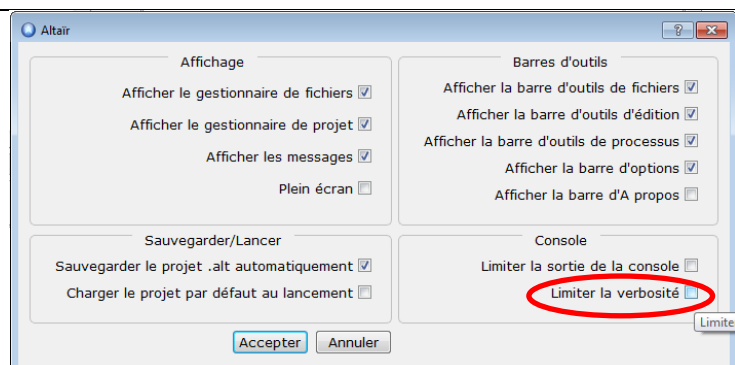 Altaïr
Affichage
Afficher le gestionnaire de fichiers
Afficher le gestionnaire de projet
Afficher les messages
Plein écran
Barres d'outils
Afficher la barre d'outils de fichiers
Afficher la barre d'outils d'édition
Afficher la barre d'outils de processus
Afficher la barre d'options
Afficher la barre d'A propos
Sauvegarder/Lancer
Sauvegarder le projet .alt automatiquement
Charger le projet par défaut au lancement
Console
Limiter la sortie de la console
Limiter la verbosité
Limite
Accepter Annuler